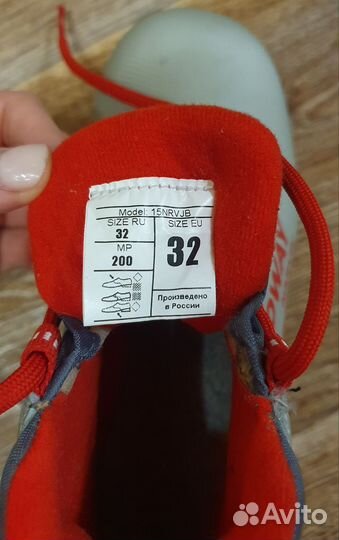 Model: 15NRVJB
SIZE RU
SIZE EU
32
MP
200
32
Произведено
в России
Avito